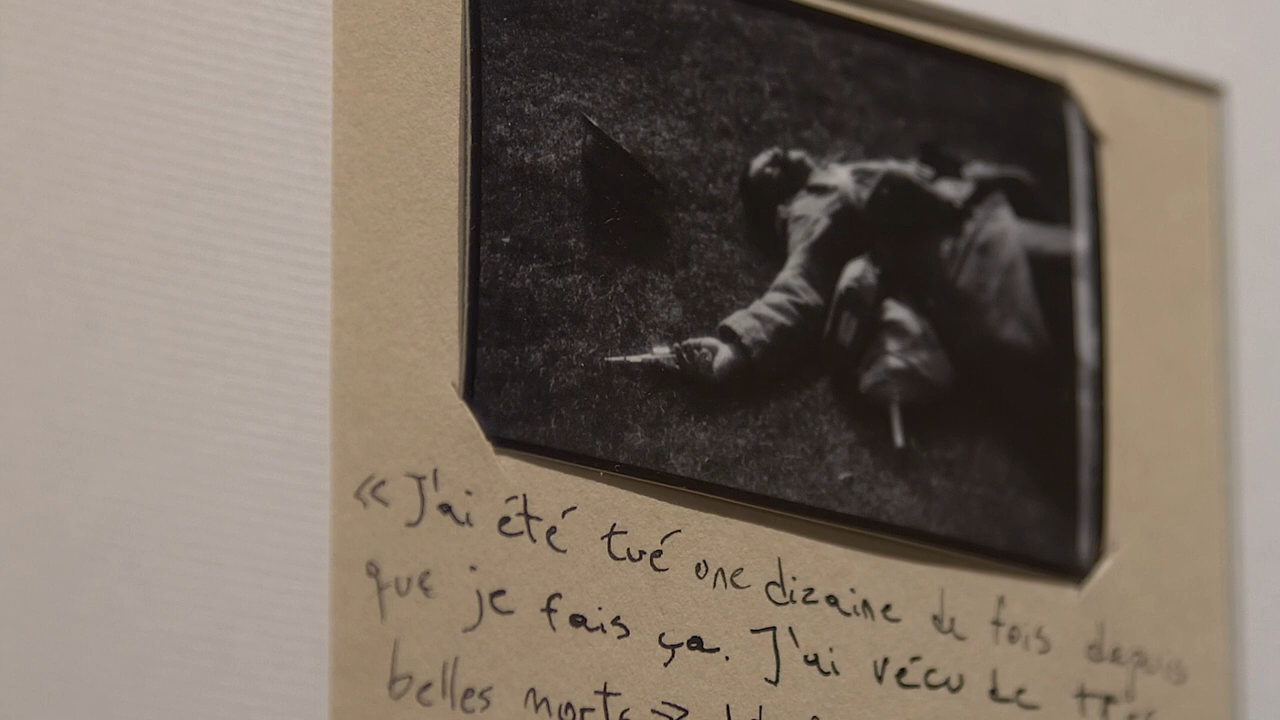 « J'ai été tué une dizaine de fois depuis
que je fais ça. J'ai vécu de très
belles morts »